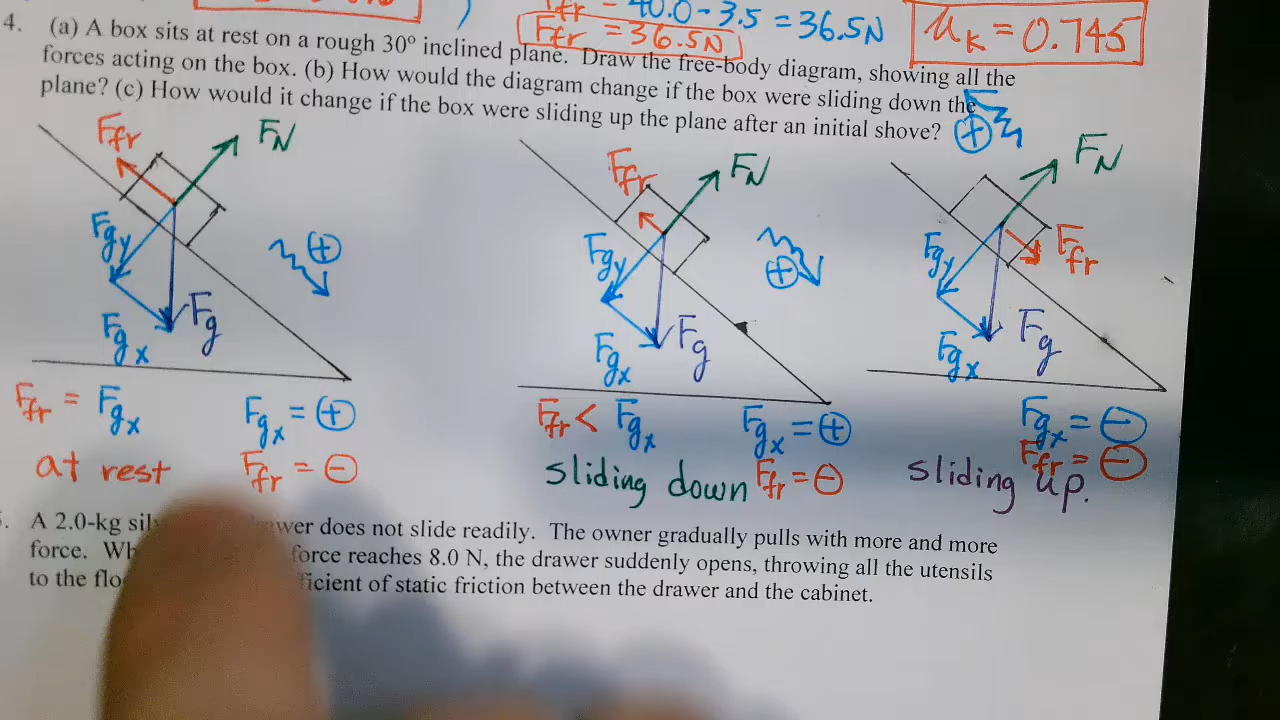 = 40.0 - 3.5 = 36.5N
Ffr = 36.5N
μK = 0.745
4. (a) A box sits at rest on a rough 30° inclined plane. Draw the free-body diagram, showing all the
forces acting on the box. (b) How would the diagram change if the box were sliding down the
plane? (c) How would it change if the box were sliding up the plane after an initial shove?
Ffr FN
Fgy
Fg
Fgx
+
Ffr = Fgx
Fgx = +
at rest
Ffr = −
Ffr FN
Fgy
Fg
Fgx
+
Ffr < Fgx
Fgx = +
sliding down
Ffr = −
+
FN
Ffr
Fgy
Fg
Fgx
Fgx = −
Ffr = −
sliding up.
A 2.0-kg drawer does not slide readily. The owner gradually pulls with more and more
force. force reaches 8.0 N, the drawer suddenly opens, throwing all the utensils
to the of static friction between the drawer and the cabinet.